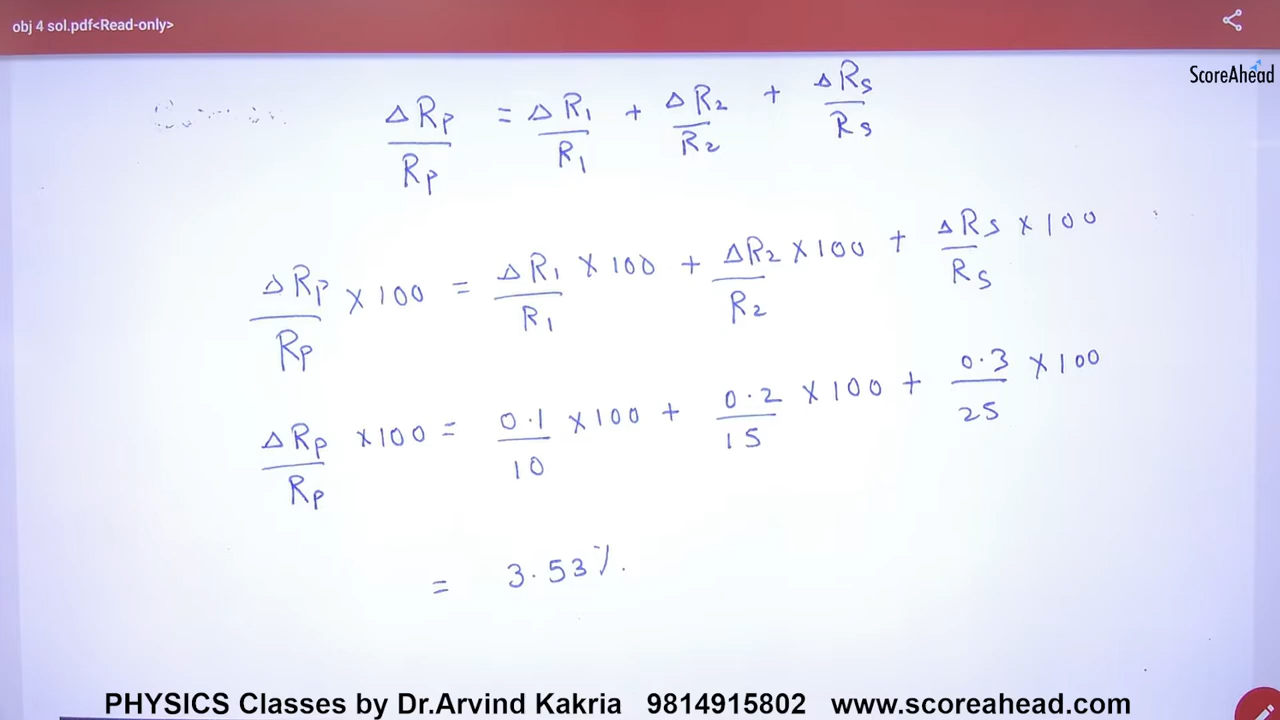 obj 4 sol.pdf<Read-only>
ScoreAhead
ΔRp/Rp = ΔR1/R1 + ΔR2/R2 + ΔRs/Rs
ΔRp/Rp × 100 = ΔR1/R1 × 100 + ΔR2/R2 × 100 + ΔRs/Rs × 100
ΔRp/Rp × 100 = 0.1/10 × 100 + 0.2/15 × 100 + 0.3/25 × 100
= 3.53%.
PHYSICS Classes by Dr.Arvind Kakria 9814915802 www.scoreahead.com